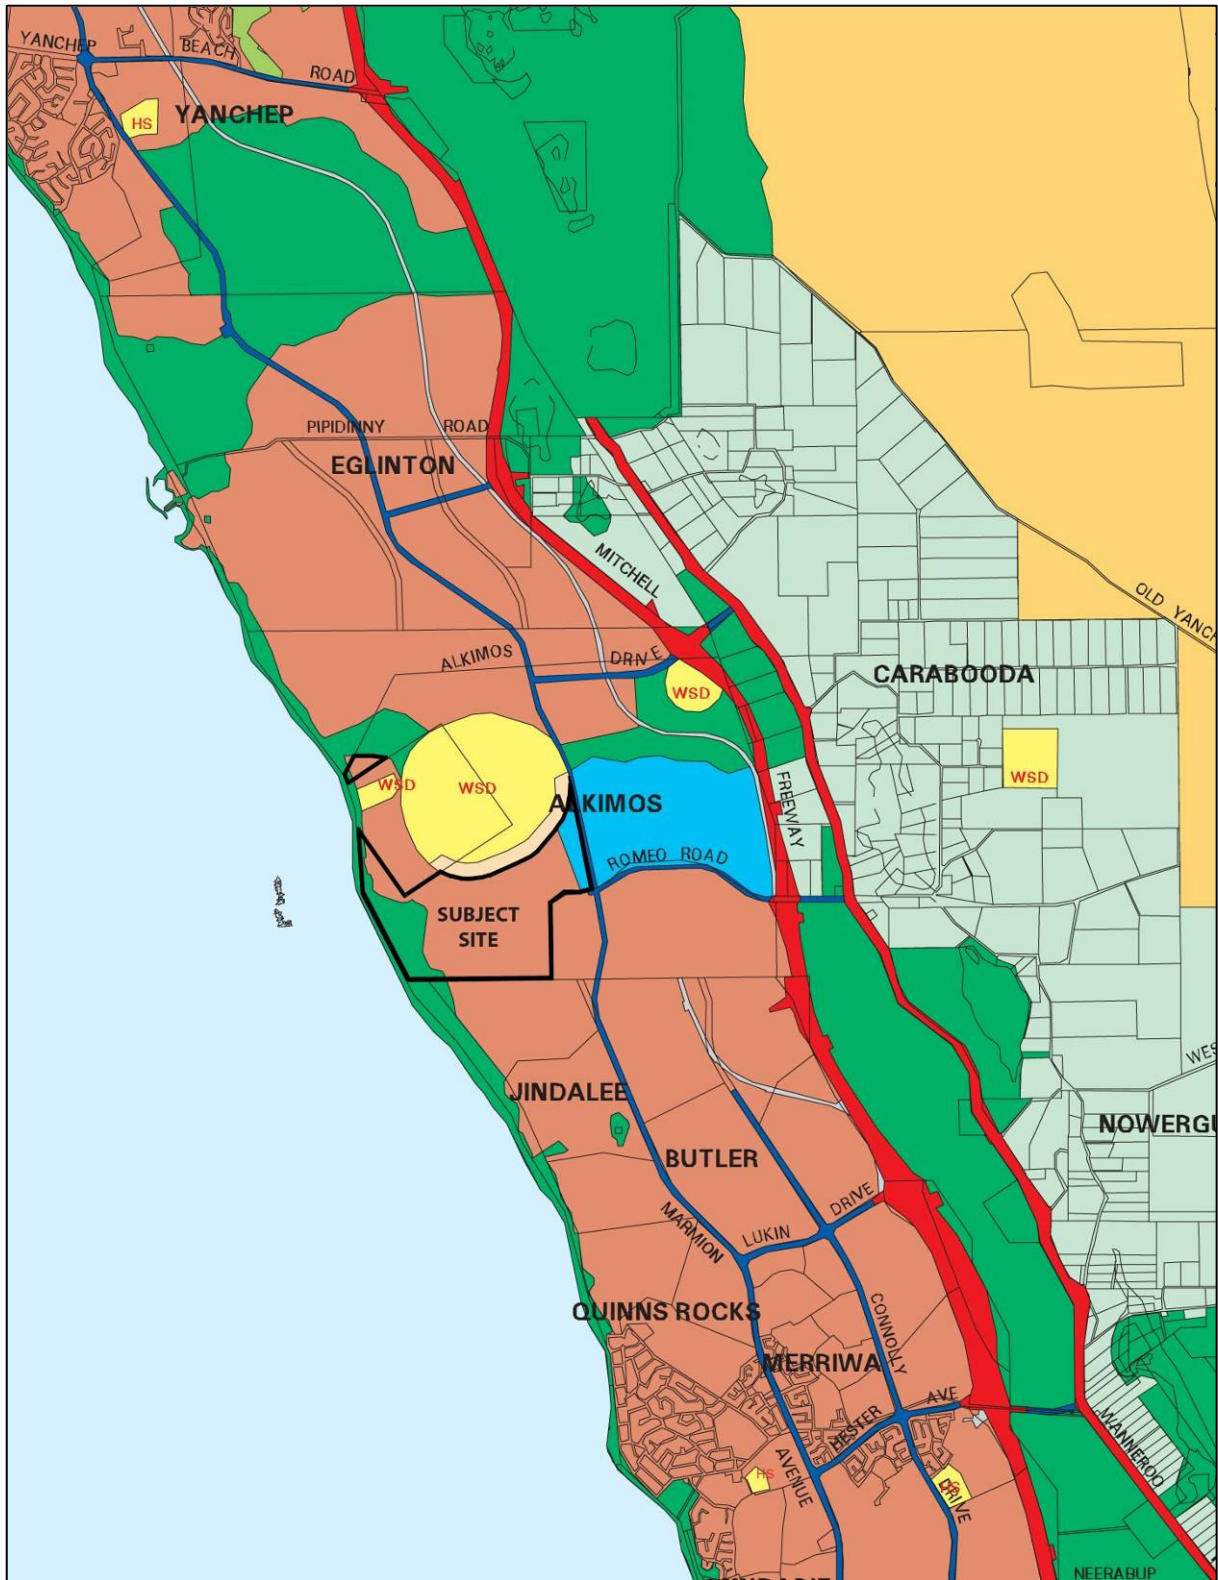 YANCHEP
BEACH
ROAD
HS
YANCHEP
PIPIDINNY
ROAD
EGLINTON
MITCHELL
OLD YANCH
ALKIMOS
DRIVE
CARABOODA
WSD
WSD
WSD
WSD
ALKIMOS
FREEWAY
ROMEO ROAD
SUBJECT
SITE
WES
JINDALEE
NOWERGU
BUTLER
MARMION
LUKIN
DRIVE
QUINNS ROCKS
CONNOLLY
MERRIWA
HESTER
AVE
WANNEROO
AVENUE
HS
DRIVE
NEERABUP